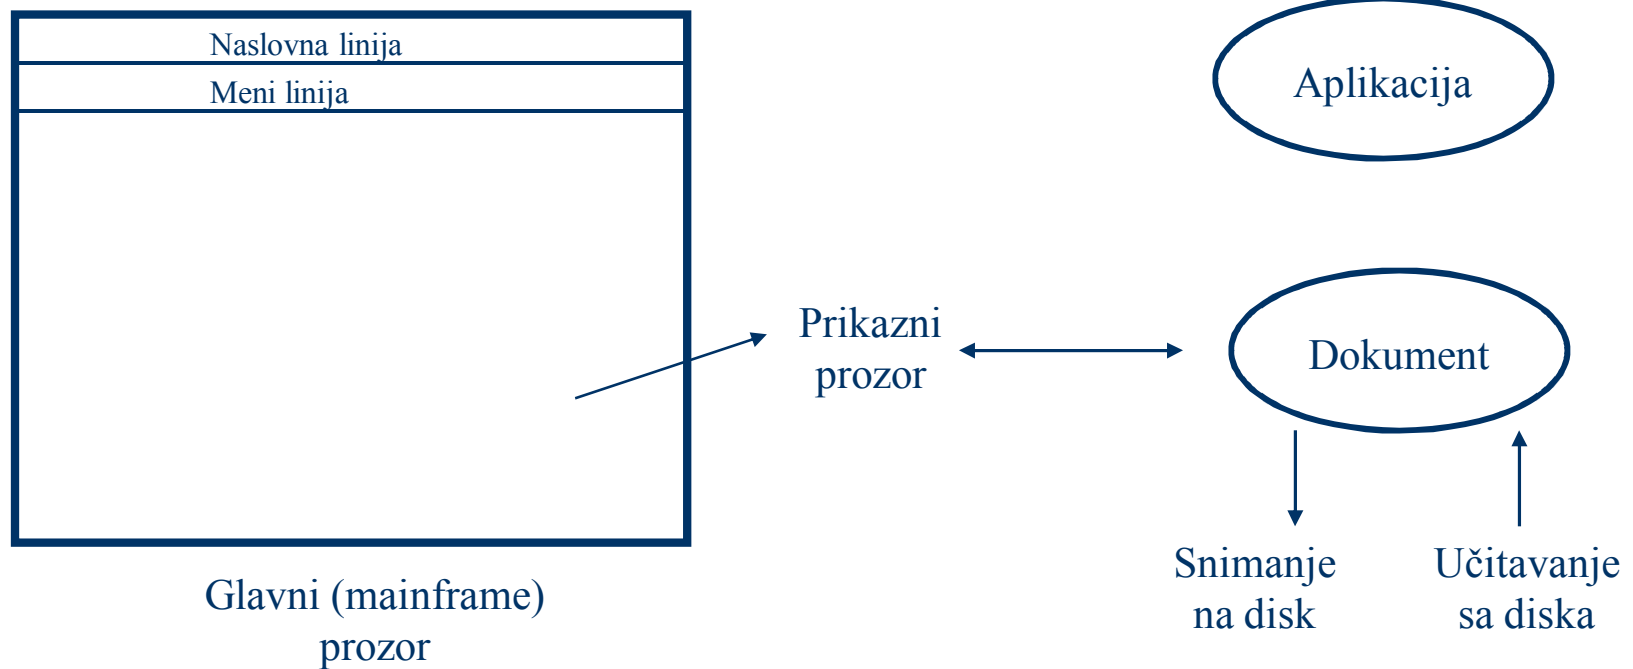 Naslovna linija
Meni linija
Aplikacija
Prikazni
prozor
Dokument
Glavni (mainframe)
prozor
Snimanje
na disk
Učitavanje
sa diska